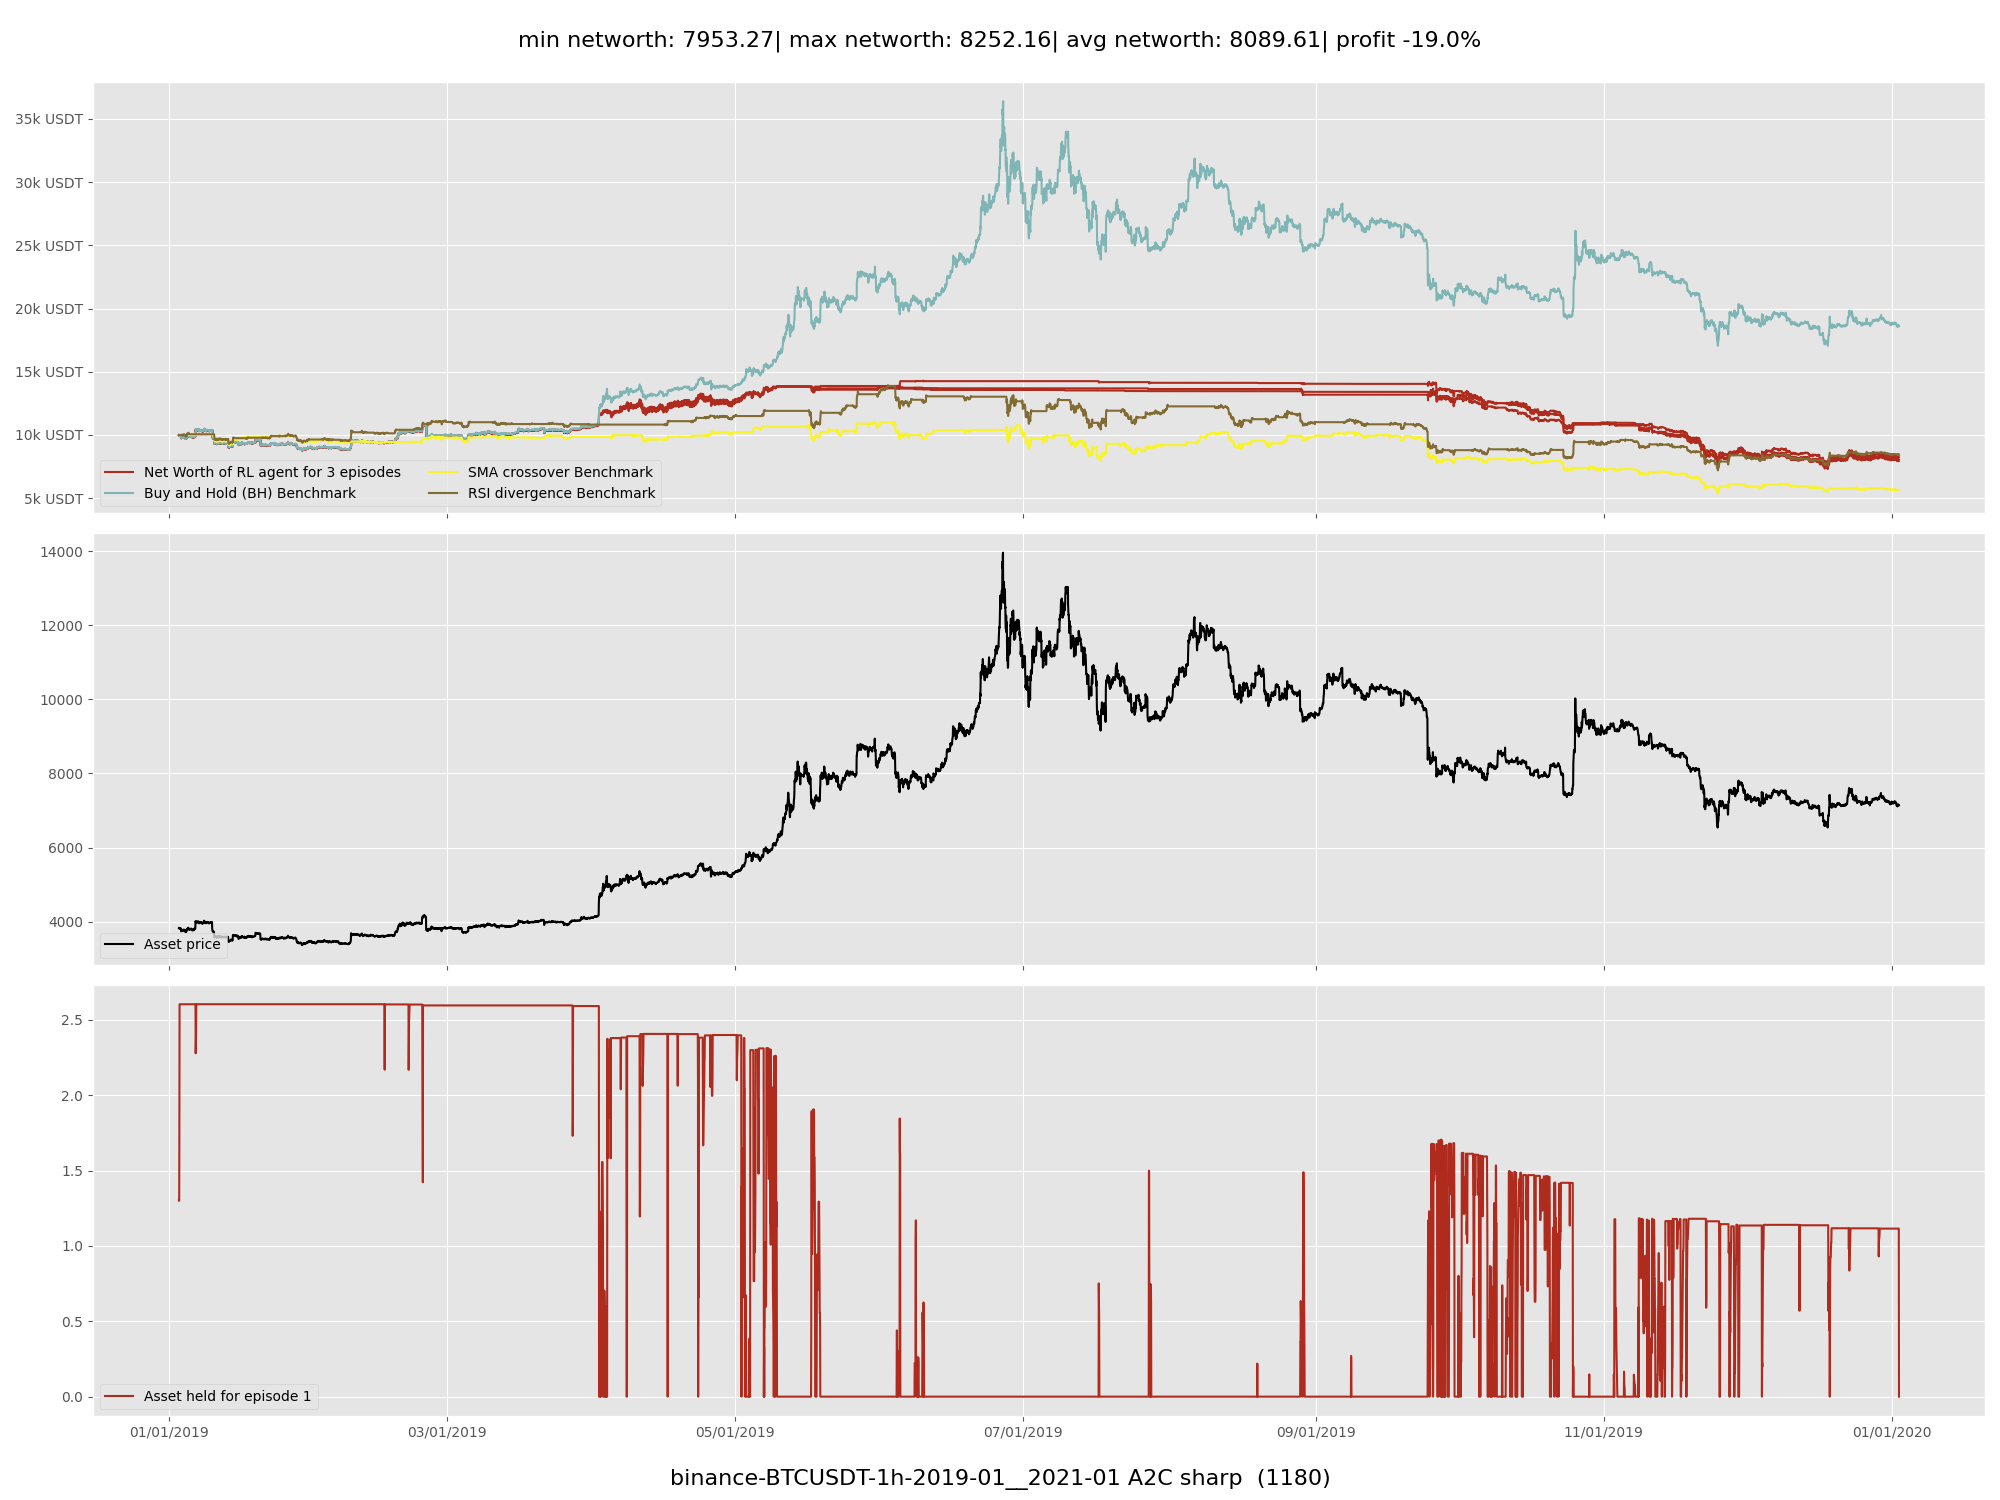 min networth: 7953.27| max networth: 8252.16| avg networth: 8089.61| profit -19.0%
35k USDT
30k USDT
25k USDT
20k USDT
15k USDT
10k USDT
5k USDT
Net Worth of RL agent for 3 episodes
Buy and Hold (BH) Benchmark
SMA crossover Benchmark
RSI divergence Benchmark
14000
12000
10000
8000
6000
4000
Asset price
2.5
2.0
1.5
1.0
0.5
0.0
Asset held for episode 1
01/01/2019 03/01/2019 05/01/2019 07/01/2019 09/01/2019 11/01/2019 01/01/2020
binance-BTCUSDT-1h-2019-01__2021-01 A2C sharp (1180)